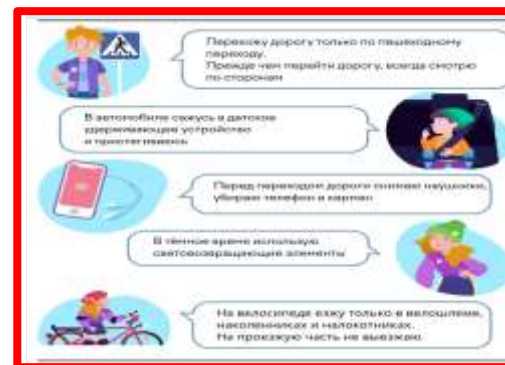 Перехожу дорогу только по пешеходному
переходу.
Прежде чем перейти дорогу, всегда смотрю
по сторонам
В автомобиле сажусь в детское
удерживающее устройство
и пристегиваюсь
Перед переходом дороги снимаю наушники,
убираю телефон в карман
В тёмное время использую
световозвращающие элементы
На велосипеде езжу только в велошлеме,
наколенниках и налокотниках.
На проезжую часть не выезжаю